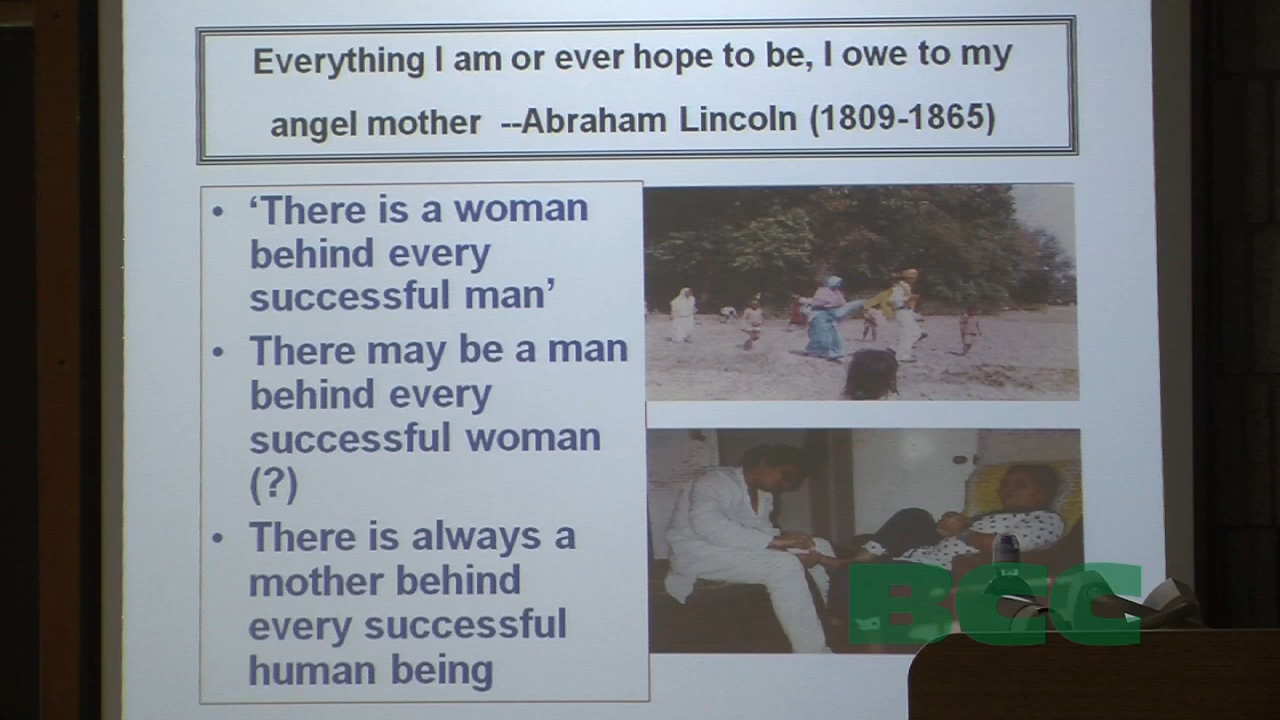 Everything I am or ever hope to be, I owe to my
angel mother --Abraham Lincoln (1809-1865)
• ‘There is a woman
behind every
successful man’
• There may be a man
behind every
successful woman
(?)
• There is always a
mother behind
every successful
human being
BCC